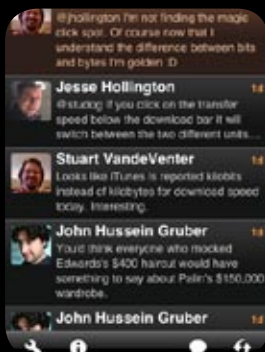 @jhollington I'm not finding the magic
click spot. Of course now that I
understand the difference between bits
and bytes I'm golden :D
Jesse Hollington 1d
@studog If you click on the transfer
speed below the download bar it will
switch between the two different units...
Stuart VandeVenter 1d
Looks like iTunes is reported kilobits
instead of kilobytes for download speed
today. Interesting.
John Hussein Gruber 1d
You'd think everyone who mocked
Edwards's $400 haircut would have
something to say about Palin's $150,000
wardrobe.
John Hussein Gruber 1d